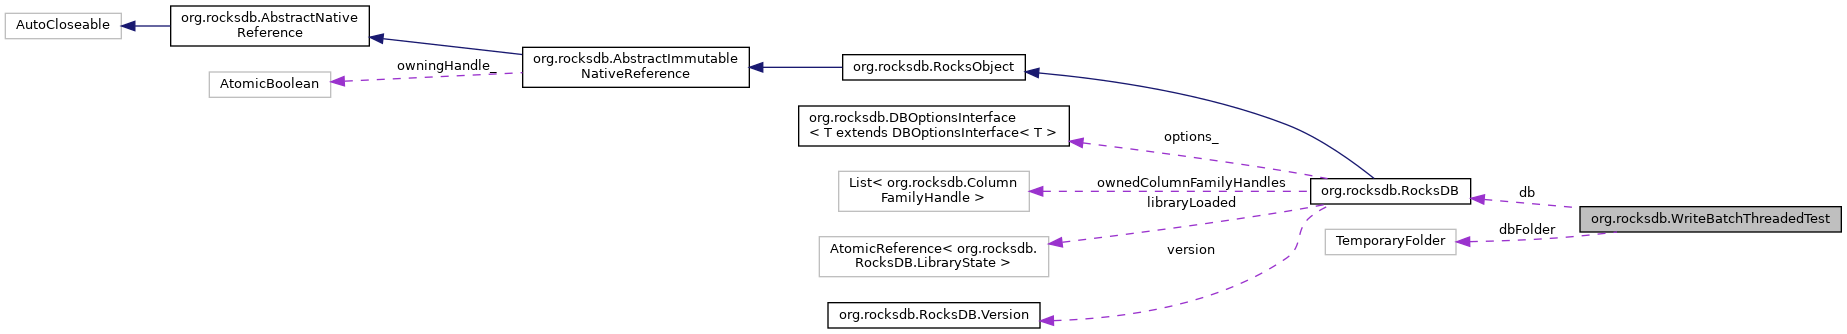 AutoCloseable
org.rocksdb.AbstractNative
Reference
owningHandle_
AtomicBoolean
org.rocksdb.AbstractImmutable
NativeReference
org.rocksdb.RocksObject
org.rocksdb.DBOptionsInterface
< T extends DBOptionsInterface< T >
options_
List< org.rocksdb.Column
FamilyHandle >
ownedColumnFamilyHandles
libraryLoaded
AtomicReference< org.rocksdb.
RocksDB.LibraryState >
version
org.rocksdb.RocksDB.Version
org.rocksdb.RocksDB
db
TemporaryFolder
dbFolder
org.rocksdb.WriteBatchThreadedTest